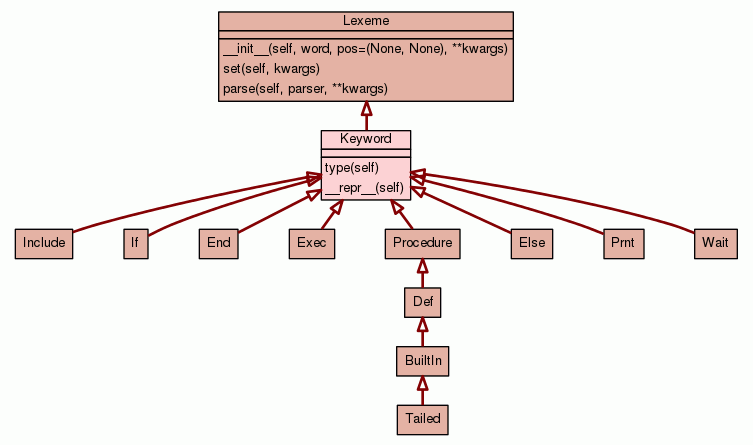 Lexeme
__init__(self, word, pos=(None, None), **kwargs)
set(self, kwargs)
parse(self, parser, **kwargs)
Keyword
type(self)
__repr__(self)
Include
If
End
Exec
Procedure
Else
Prnt
Wait
Def
BuiltIn
Tailed